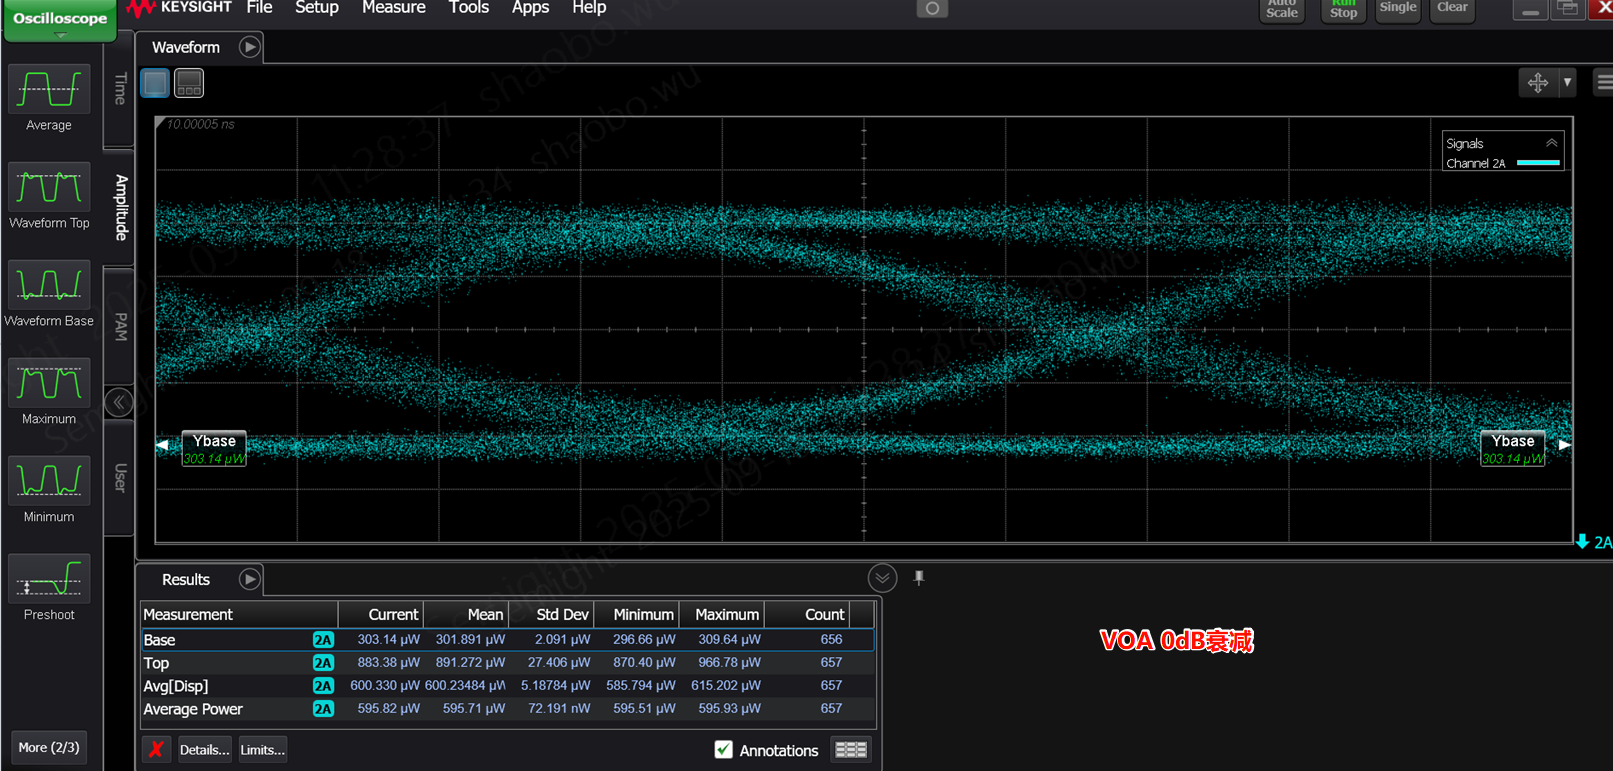 Oscilloscope
KEYSIGHT File Setup Measure Tools Apps Help
Auto Scale
Run Stop
Single
Clear
X
Waveform
Average
Waveform Top
Waveform Base
Maximum
Minimum
Preshoot
More (2/3)
Time
Amplitude
PAM
User
10.00005 ns
Signals
Channel 2A
Ybase
303.14 µW
Ybase
303.14 µW
2A
Results
Measurement Current Mean Std Dev Minimum Maximum Count
Base 2A 303.14 µW 301.891 µW 2.091 µW 296.66 µW 309.64 µW 656
Top 2A 883.38 µW 891.272 µW 27.406 µW 870.40 µW 966.78 µW 657
Avg[Disp] 2A 600.330 µW 600.23484 µW 5.18784 µW 585.794 µW 615.202 µW 657
Average Power 2A 595.82 µW 595.71 µW 72.191 nW 595.51 µW 595.93 µW 657
Details... Limits...
Annotations
VOA 0dB衰减
11:28:37 shaobo.wu
shaobo.wu